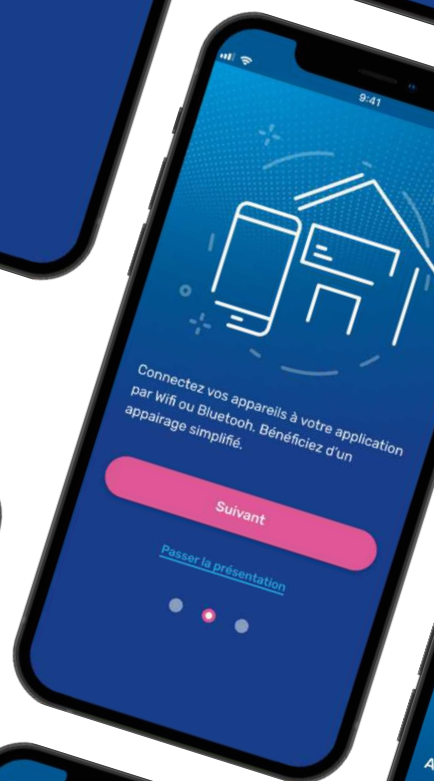 9:41
Connectez vos appareils à votre application
par Wifi ou Bluetooh. Bénéficiez d'un
appairage simplifié.
Suivant
Passer la présentation
A